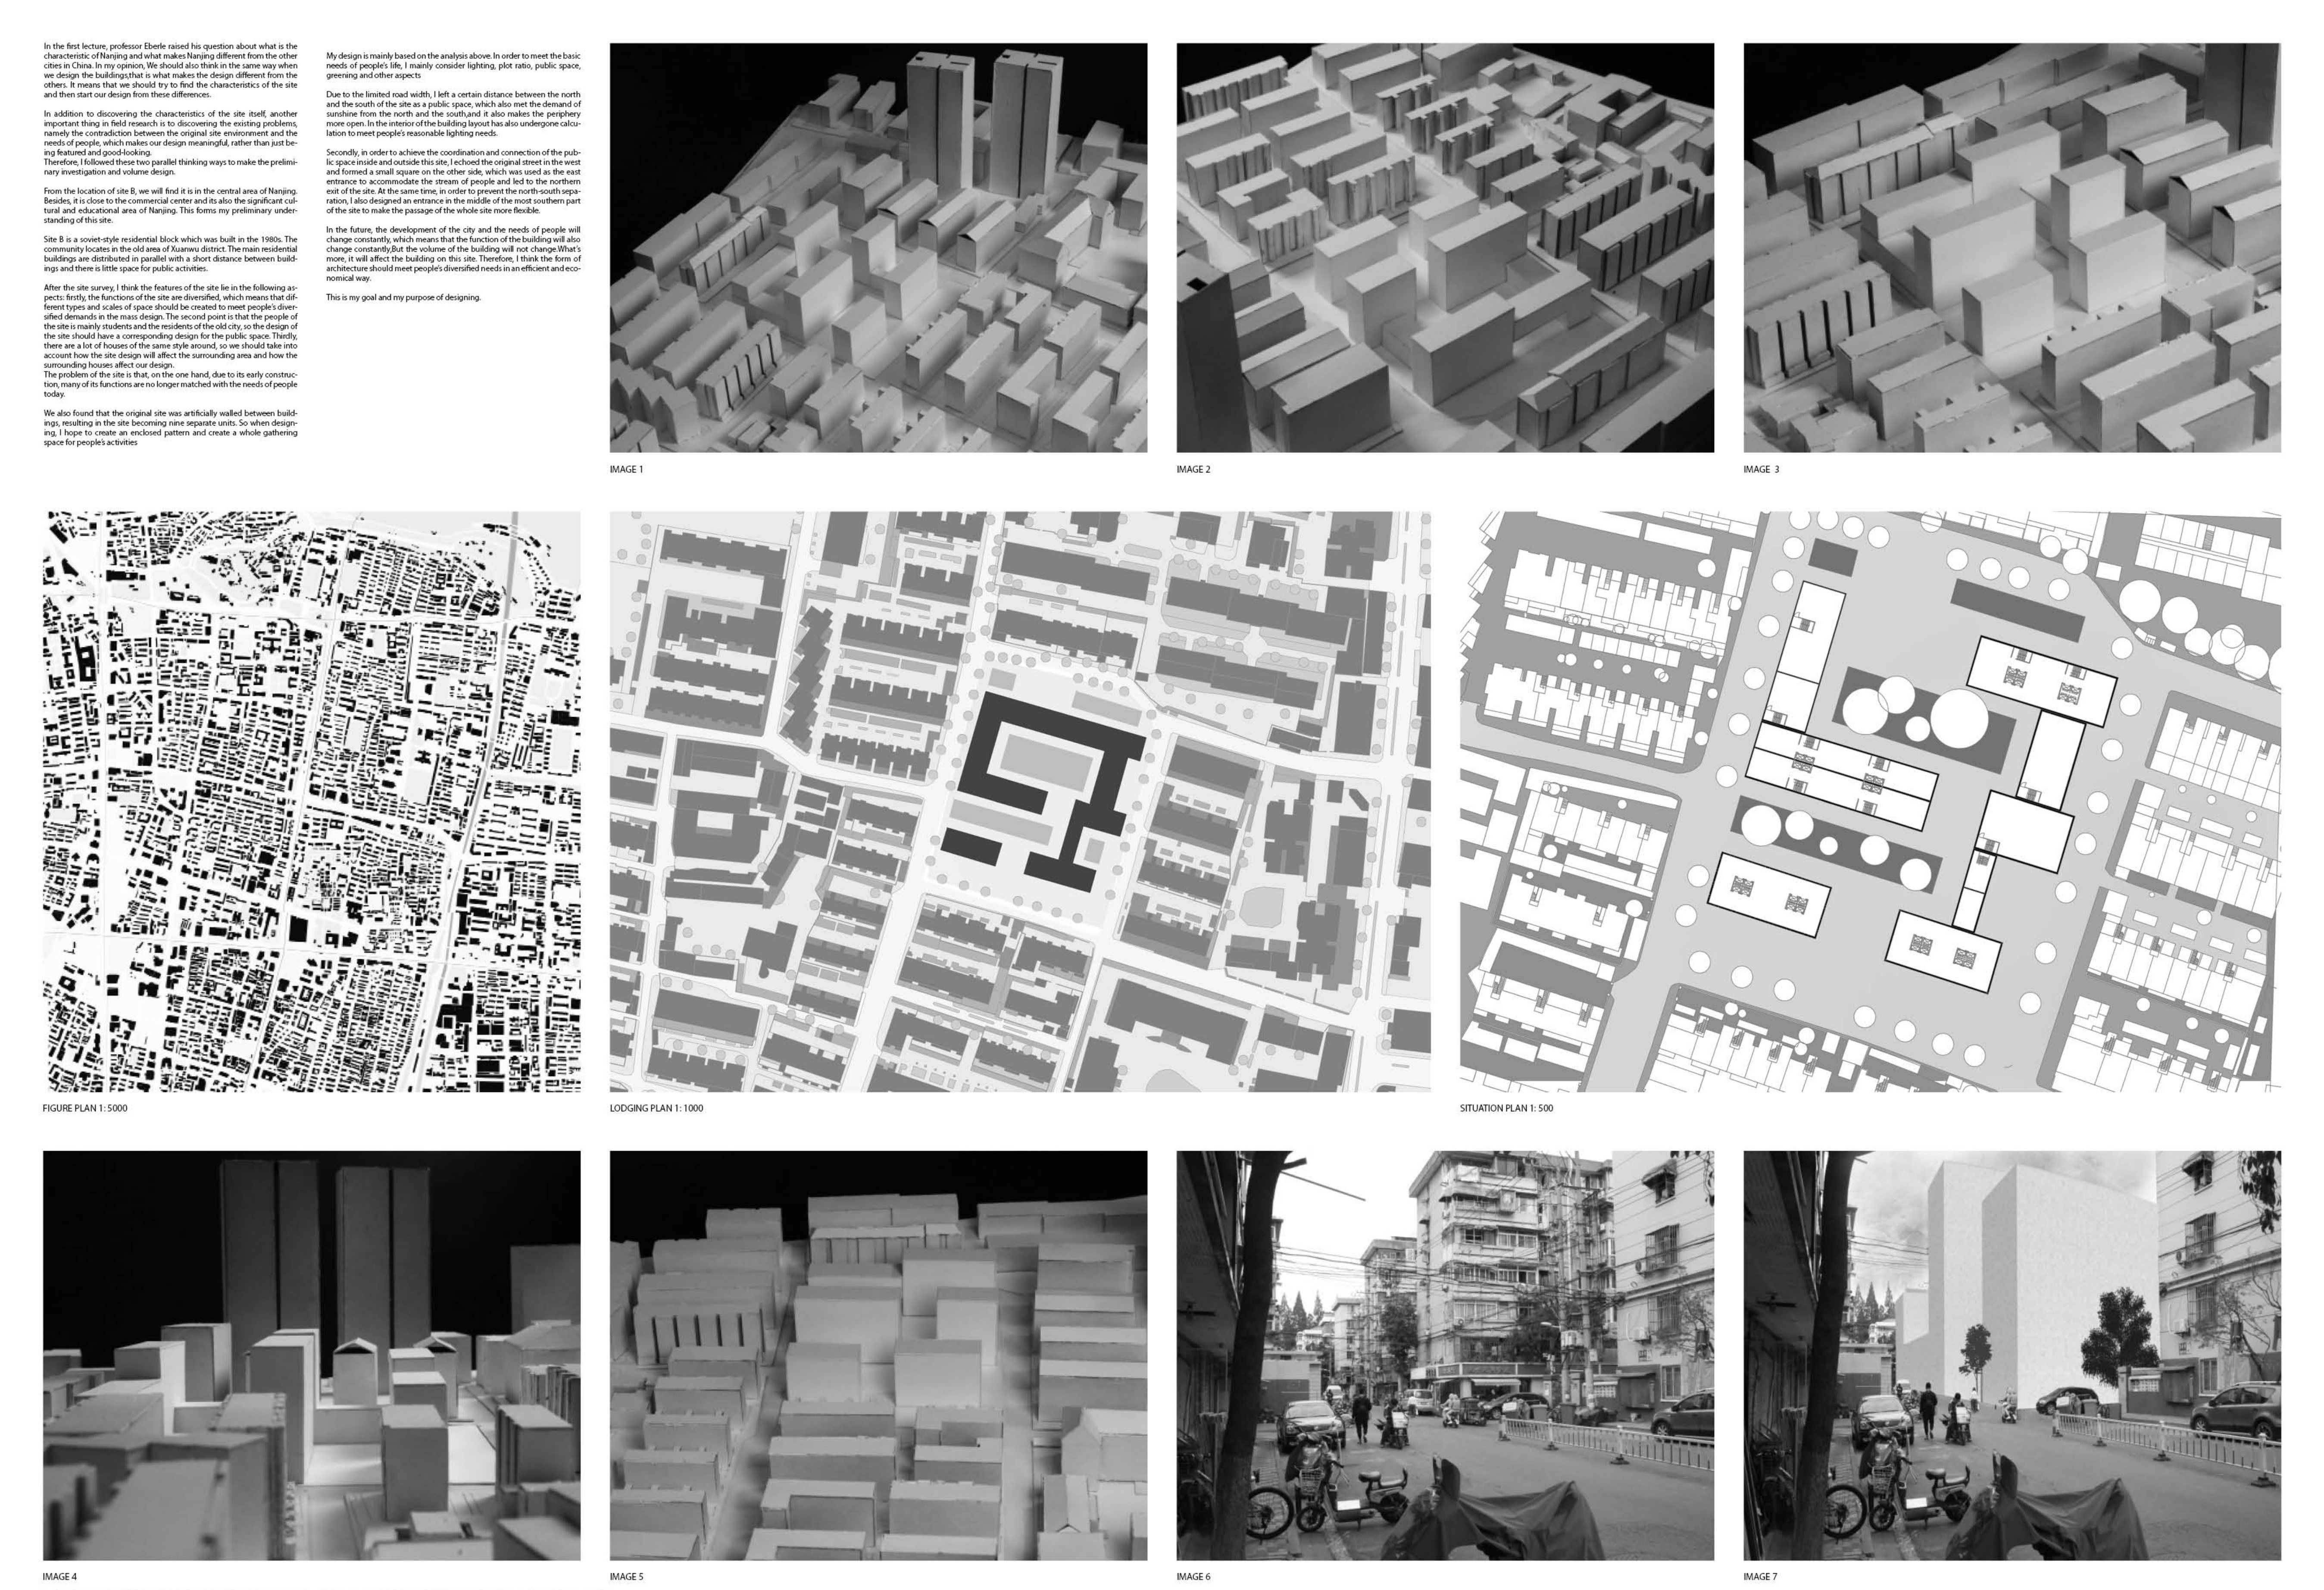 In the first lecture, professor Eberle raised his question about what is the
characteristic of Nanjing and what makes Nanjing different from the other
cities in China. In my opinion, We should also think in the same way when
we design the buildings,that is what makes the design different from the
others. It means that we should try to find the characteristics of the site
and then start our design from these differences.
In addition to discovering the characteristics of the site itself, another
important thing in field research is to discovering the existing problems,
namely the contradiction between the original site environment and the
needs of people, which makes our design meaningful, rather than just be-
ing featured and good-looking.
Therefore, I followed these two parallel thinking ways to make the prelimi-
nary investigation and volume design.
From the location of site B, we will find it is in the central area of Nanjing.
Besides, it is close to the commercial center and its also the significant cul-
tural and educational area of Nanjing. This forms my preliminary under-
standing of this site.
Site B is a soviet-style residential block which was built in the 1980s. The
community locates in the old area of Xuanwu district. The main residential
buildings are distributed in parallel with a short distance between build-
ings and there is little space for public activities.
After the site survey, I think the features of the site lie in the following as-
pects: firstly, the functions of the site are diversified, which means that dif-
ferent types and scales of space should be created to meet people's diver-
sified demands in the mass design. The second point is that the people of
the site is mainly students and the residents of the old city, so the design of
the site should have a corresponding design for the public space. Thirdly,
there are a lot of houses of the same style around, so we should take into
account how the site design will affect the surrounding area and how the
surrounding houses affect our design.
The problem of the site is that, on the one hand, due to its early construc-
tion, many of its functions are no longer matched with the needs of people
today.
We also found that the original site was artificially walled between build-
ings, resulting in the site becoming nine separate units. So when design-
ing, I hope to create an enclosed pattern and create a whole gathering
space for people's activities
My design is mainly based on the analysis above. In order to meet the basic
needs of people's life, I mainly consider lighting, plot ratio, public space,
greening and other aspects
Due to the limited road width, I left a certain distance between the north
and the south of the site as a public space, which also met the demand of
sunshine from the north and the south,and it also makes the periphery
more open. In the interior of the building layout has also undergone calcu-
lation to meet people's reasonable lighting needs.
Secondly, in order to achieve the coordination and connection of the pub-
lic space inside and outside this site, I echoed the original street in the west
and formed a small square on the other side, which was used as the east
entrance to accommodate the stream of people and led to the northern
exit of the site. At the same time, in order to prevent the north-south sepa-
ration, I also designed an entrance in the middle of the most southern part
of the site to make the passage of the whole site more flexible.
In the future, the development of the city and the needs of people will
change constantly, which means that the function of the building will also
change constantly.But the volume of the building will not change.What's
more, it will affect the building on this site. Therefore, I think the form of
architecture should meet people's diversified needs in an efficient and eco-
nomical way.
This is my goal and my purpose of designing.
IMAGE 1
IMAGE 2
IMAGE 3
FIGURE PLAN 1: 5000
LODGING PLAN 1: 1000
SITUATION PLAN 1: 500
IMAGE 4
IMAGE 5
IMAGE 6
IMAGE 7